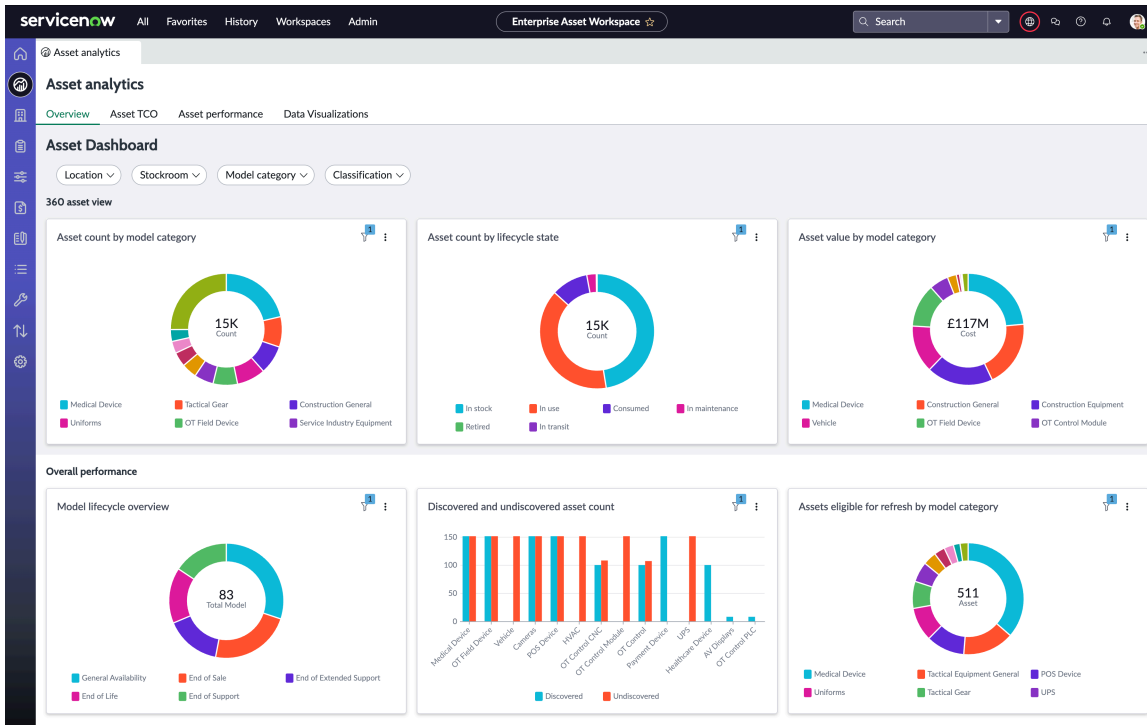 servicenow All Favorites History Workspaces Admin Enterprise Asset Workspace Search
Asset analytics
Asset analytics
Overview Asset TCO Asset performance Data Visualizations
Asset Dashboard
Location Stockroom Model category Classification
360 asset view
Asset count by model category 1
15K
Count
Medical Device Tactical Gear Construction General
Uniforms OT Field Device Service Industry Equipment
Asset count by lifecycle state 1
15K
Count
In stock In use Consumed In maintenance
Retired In transit
Asset value by model category 1
£117M
Cost
Medical Device Construction General Construction Equipment
Vehicle OT Field Device OT Control Module
Overall performance
Model lifecycle overview 1
83
Total Model
General Availability End of Sale End of Extended Support
End of Life End of Support
Discovered and undiscovered asset count 1
150
100
50
0
Medical Device OT Field Device Vehicle Cameras POS Device HVAC OT Control CNC OT Control Module OT Control Payment Device UPS Healthcare Device AV Displays OT Control PLC
Discovered Undiscovered
Assets eligible for refresh by model category 1
511
Asset
Medical Device Tactical Equipment General POS Device
Uniforms Tactical Gear UPS